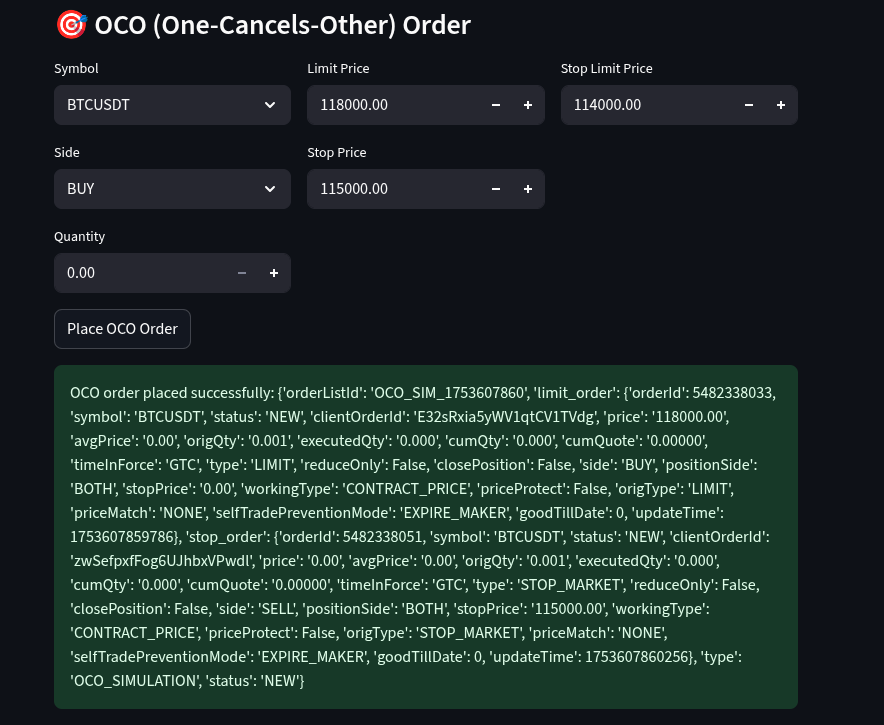 🎯 OCO (One-Cancels-Other) Order
Symbol
Limit Price
Stop Limit Price
BTCUSDT
118000.00
114000.00
Side
Stop Price
BUY
115000.00
Quantity
0.00
Place OCO Order
OCO order placed successfully: {'orderListId': 'OCO_SIM_1753607860', 'limit_order': {'orderId': 5482338033,
'symbol': 'BTCUSDT', 'status': 'NEW', 'clientOrderId': 'E32sRxia5yWV1qtCV1TVdg', 'price': '118000.00',
'avgPrice': '0.00', 'origQty': '0.001', 'executedQty': '0.000', 'cumQty': '0.000', 'cumQuote': '0.00000',
'timeInForce': 'GTC', 'type': 'LIMIT', 'reduceOnly': False, 'closePosition': False, 'side': 'BUY', 'positionSide':
'BOTH', 'stopPrice': '0.00', 'workingType': 'CONTRACT_PRICE', 'priceProtect': False, 'origType': 'LIMIT',
'priceMatch': 'NONE', 'selfTradePreventionMode': 'EXPIRE_MAKER', 'goodTillDate': 0, 'updateTime':
1753607859786}, 'stop_order': {'orderId': 5482338051, 'symbol': 'BTCUSDT', 'status': 'NEW', 'clientOrderId':
'zwSefpxfFog6UJhbxVPwdl', 'price': '0.00', 'avgPrice': '0.00', 'origQty': '0.001', 'executedQty': '0.000',
'cumQty': '0.000', 'cumQuote': '0.00000', 'timeInForce': 'GTC', 'type': 'STOP_MARKET', 'reduceOnly': False,
'closePosition': False, 'side': 'SELL', 'positionSide': 'BOTH', 'stopPrice': '115000.00', 'workingType':
'CONTRACT_PRICE', 'priceProtect': False, 'origType': 'STOP_MARKET', 'priceMatch': 'NONE',
'selfTradePreventionMode': 'EXPIRE_MAKER', 'goodTillDate': 0, 'updateTime': 1753607860256}, 'type':
'OCO_SIMULATION', 'status': 'NEW'}